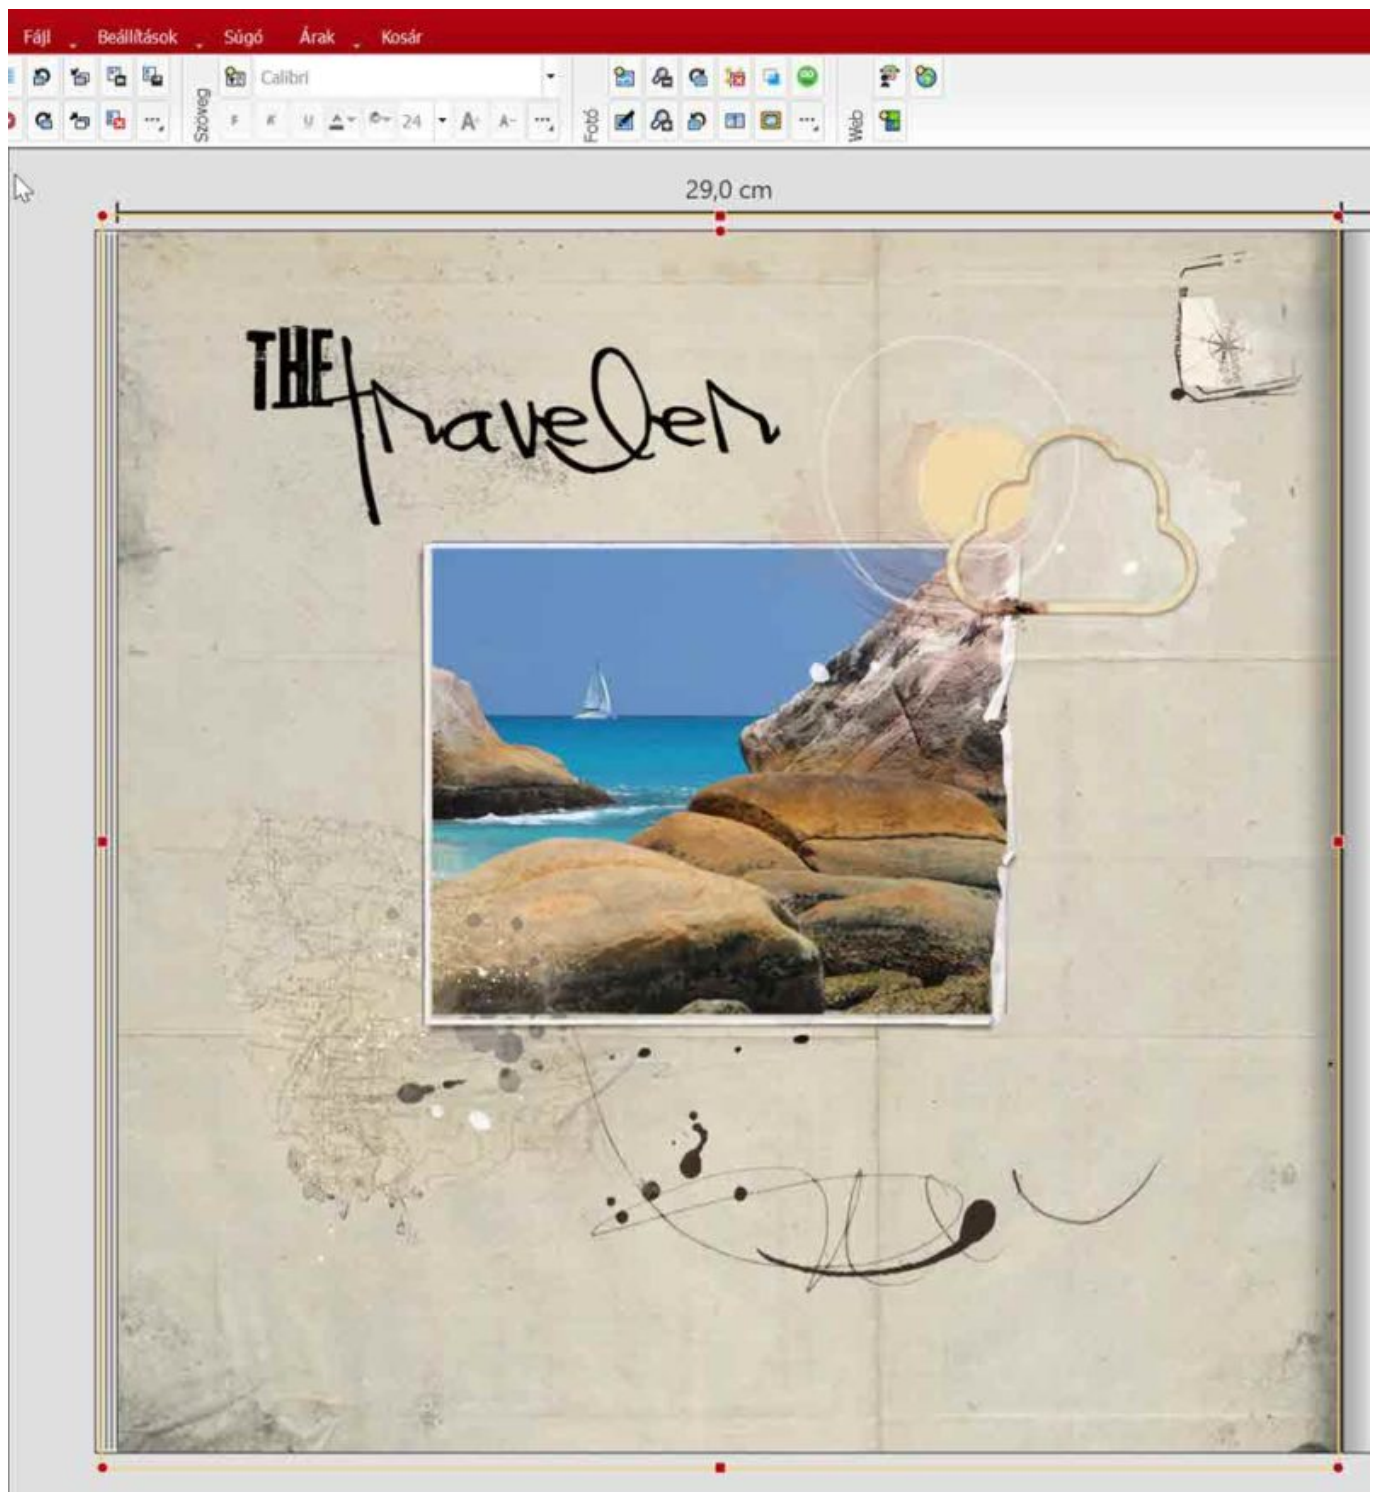 Fájl Beállítások Súgó Árak Kosár
Szöveg
Calibri
F K U A 24 A+ A-
Fotó
Web
29,0 cm
THE traveler